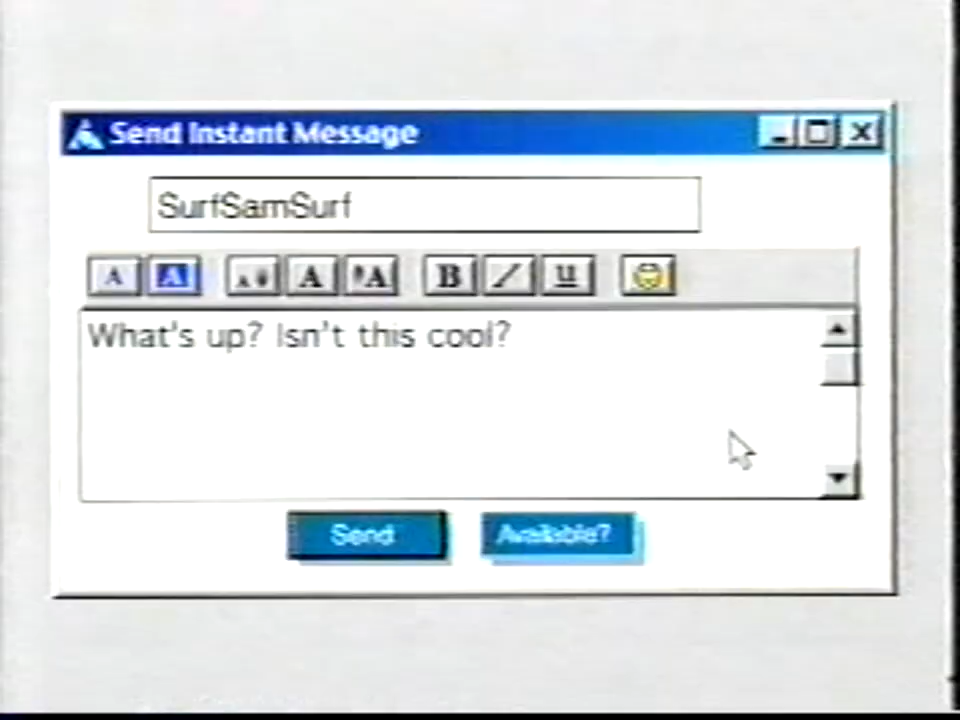 Send Instant Message
SurfSamSurf
A A A A A B / U
What's up? Isn't this cool?
Send Available?